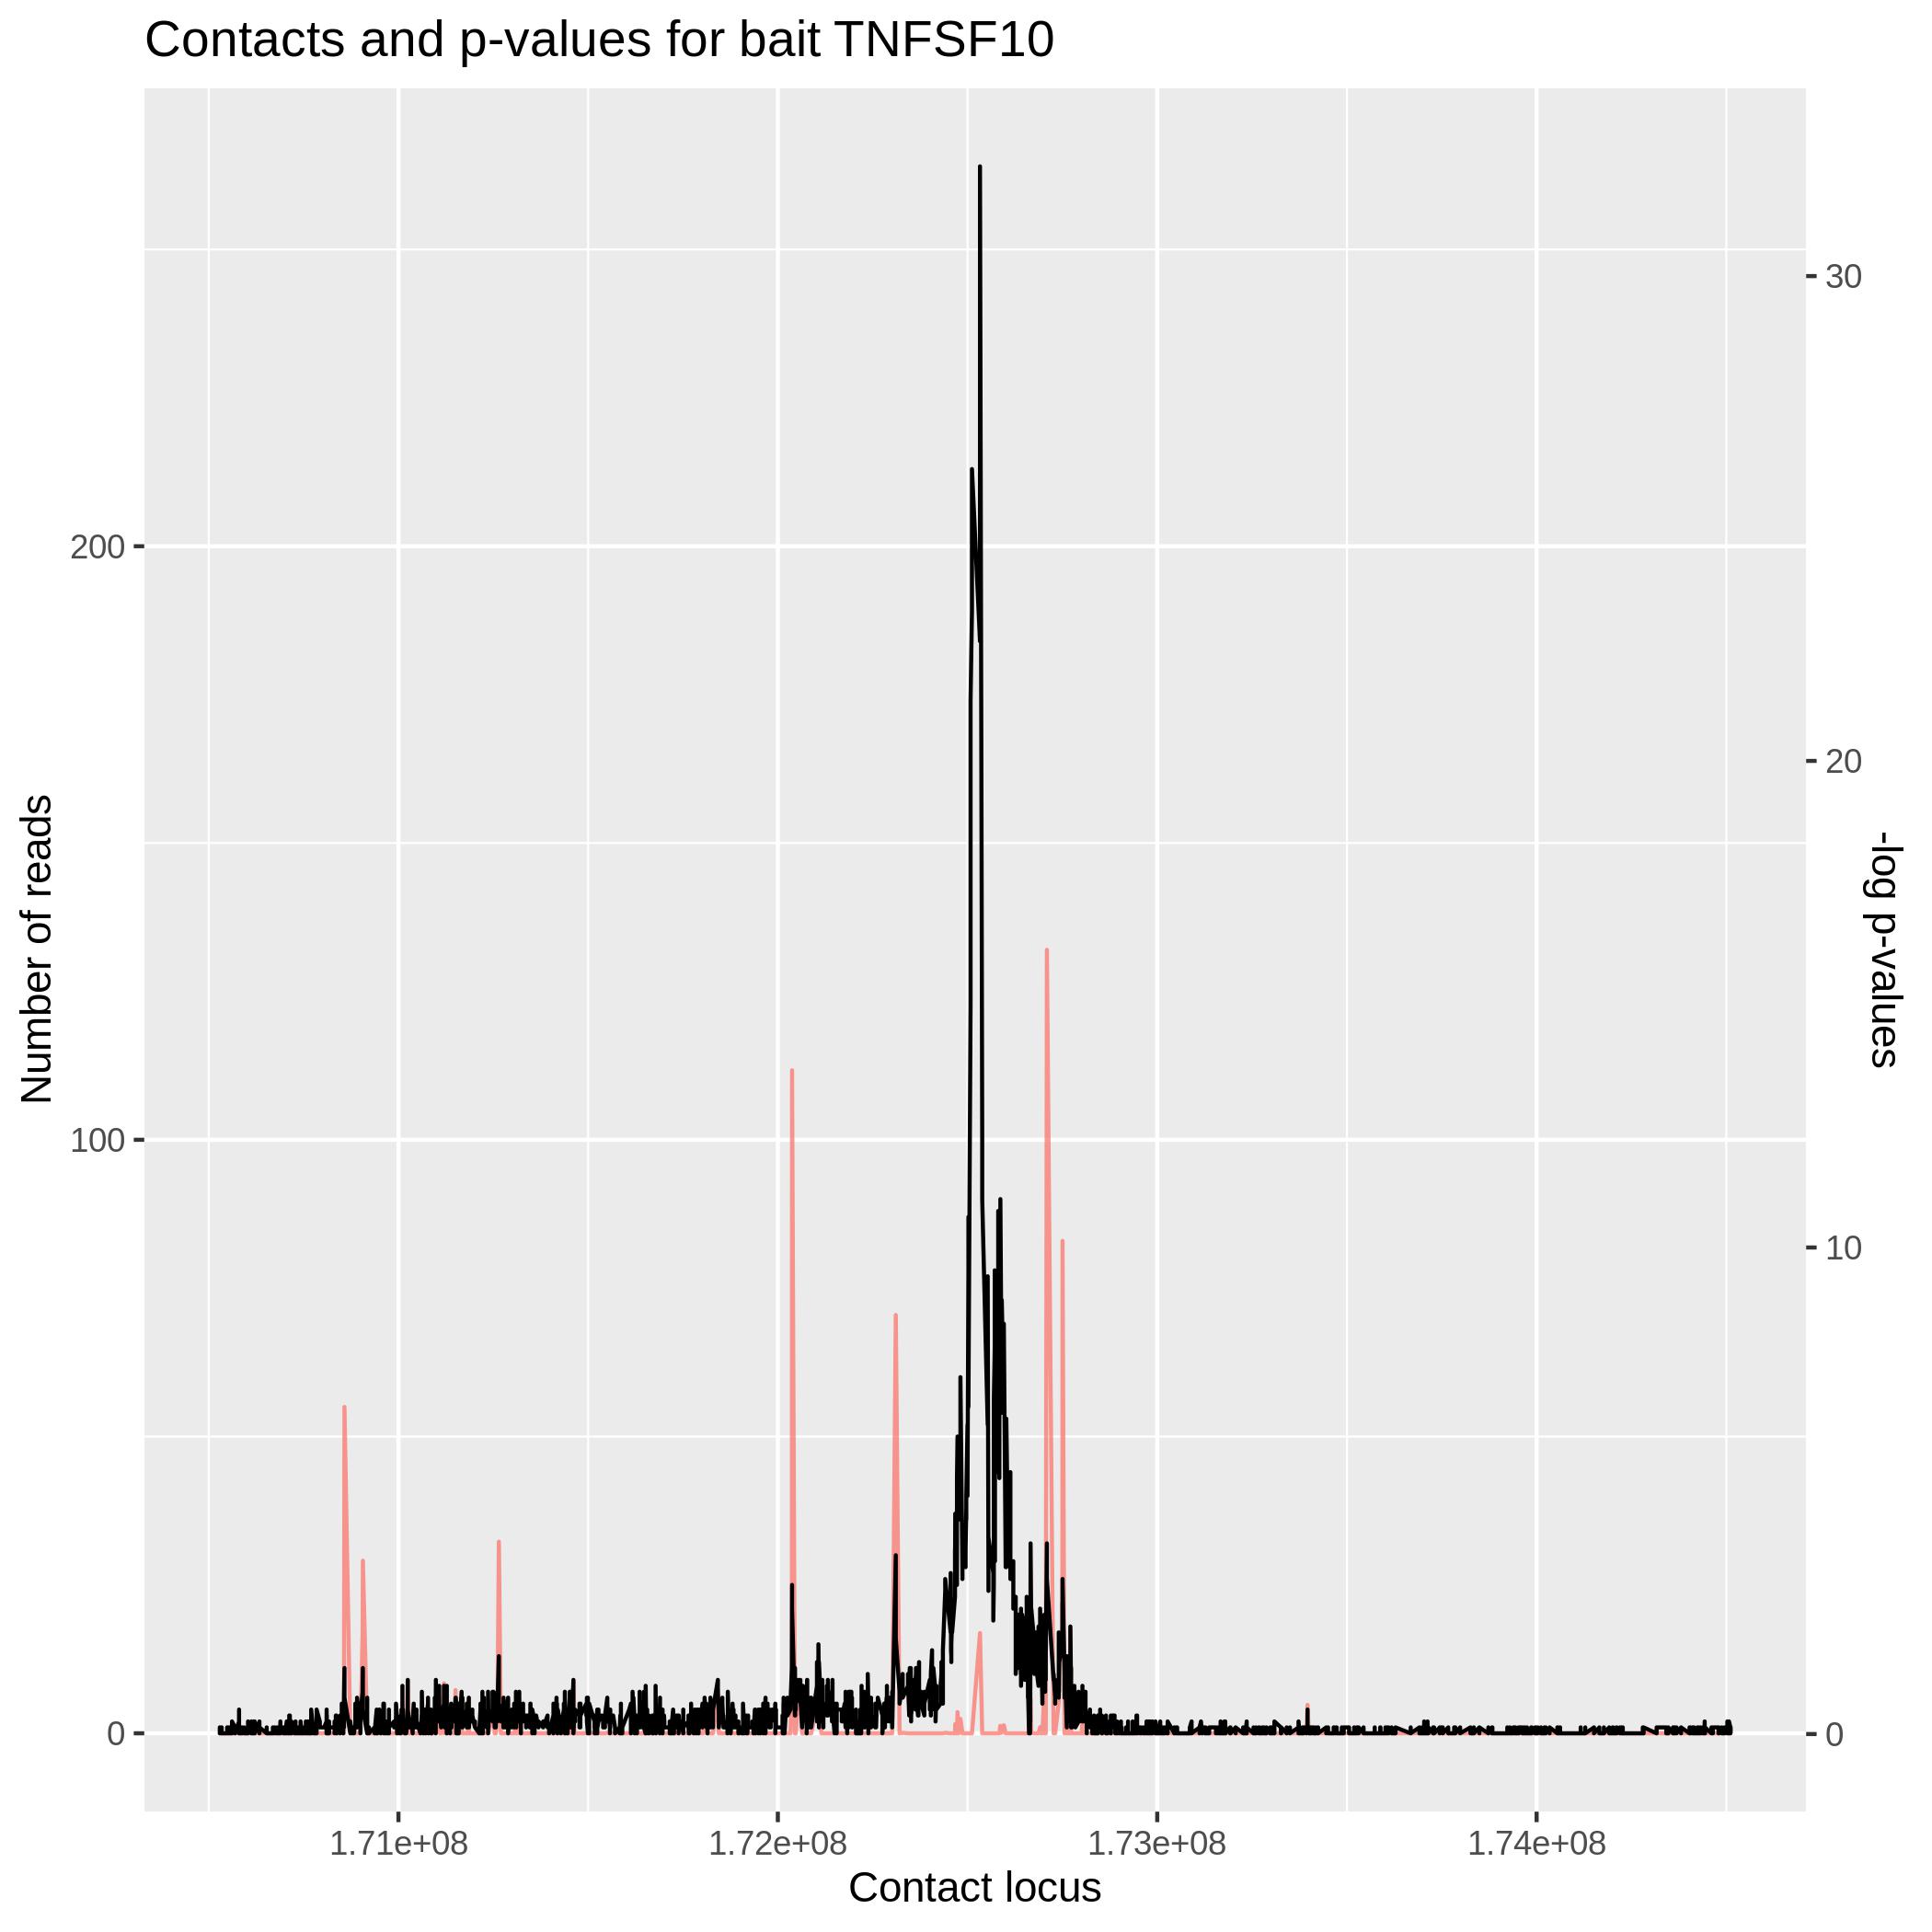 Contacts and p-values for bait TNFSF10
Number of reads
200
100
0
30
20
10
0
-log p-values
1.71e+08 1.72e+08 1.73e+08 1.74e+08
Contact locus